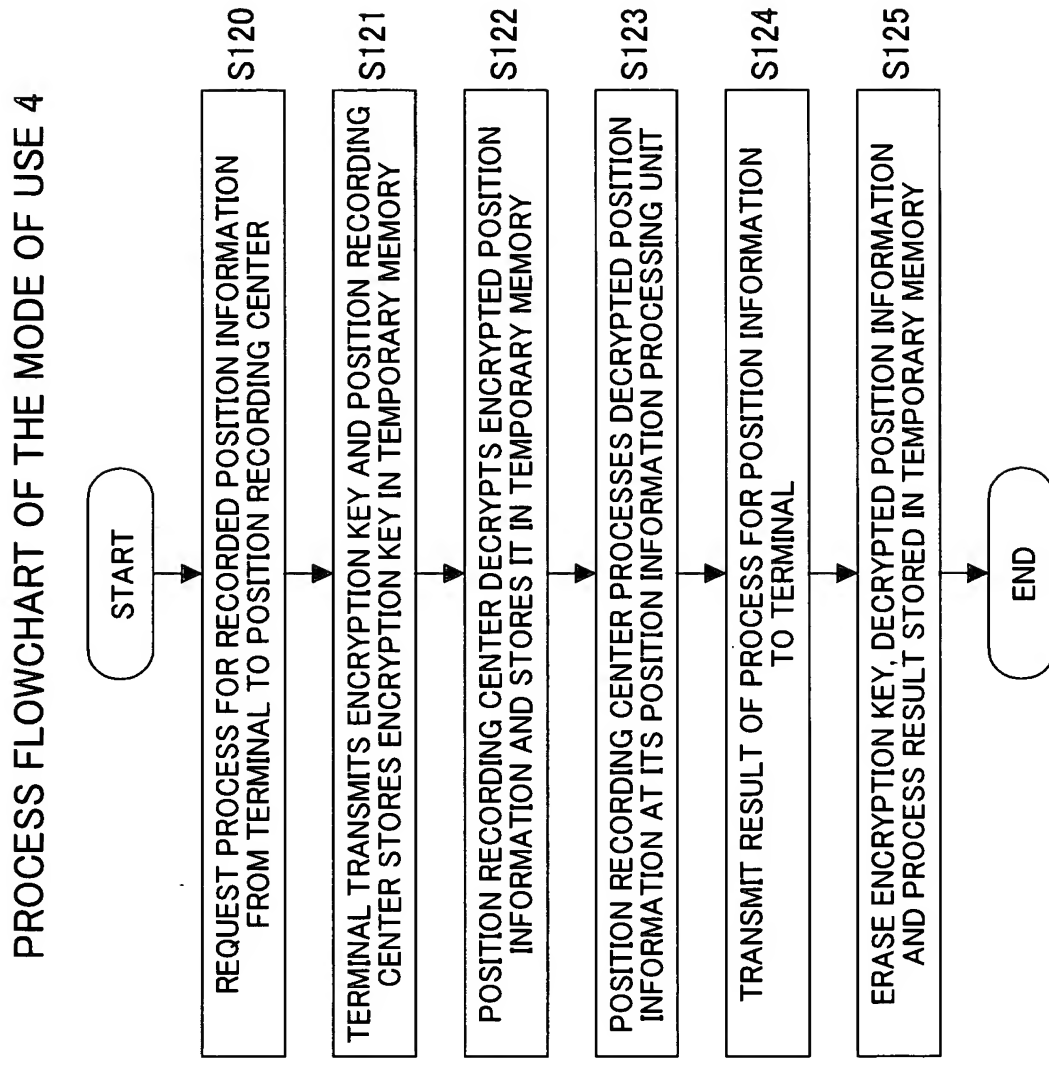 PROCESS FLOWCHART OF THE MODE OF USE 4
START
REQUEST PROCESS FOR RECORDED POSITION INFORMATION
FROM TERMINAL TO POSITION RECORDING CENTER
S120
TERMINAL TRANSMITS ENCRYPTION KEY AND POSITION RECORDING
CENTER STORES ENCRYPTION KEY IN TEMPORARY MEMORY
S121
POSITION RECORDING CENTER DECRYPTS ENCRYPTED POSITION
INFORMATION AND STORES IT IN TEMPORARY MEMORY
S122
POSITION RECORDING CENTER PROCESSES DECRYPTED POSITION
INFORMATION AT ITS POSITION INFORMATION PROCESSING UNIT
S123
TRANSMIT RESULT OF PROCESS FOR POSITION INFORMATION
TO TERMINAL
S124
ERASE ENCRYPTION KEY, DECRYPTED POSITION INFORMATION
AND PROCESS RESULT STORED IN TEMPORARY MEMORY
S125
END